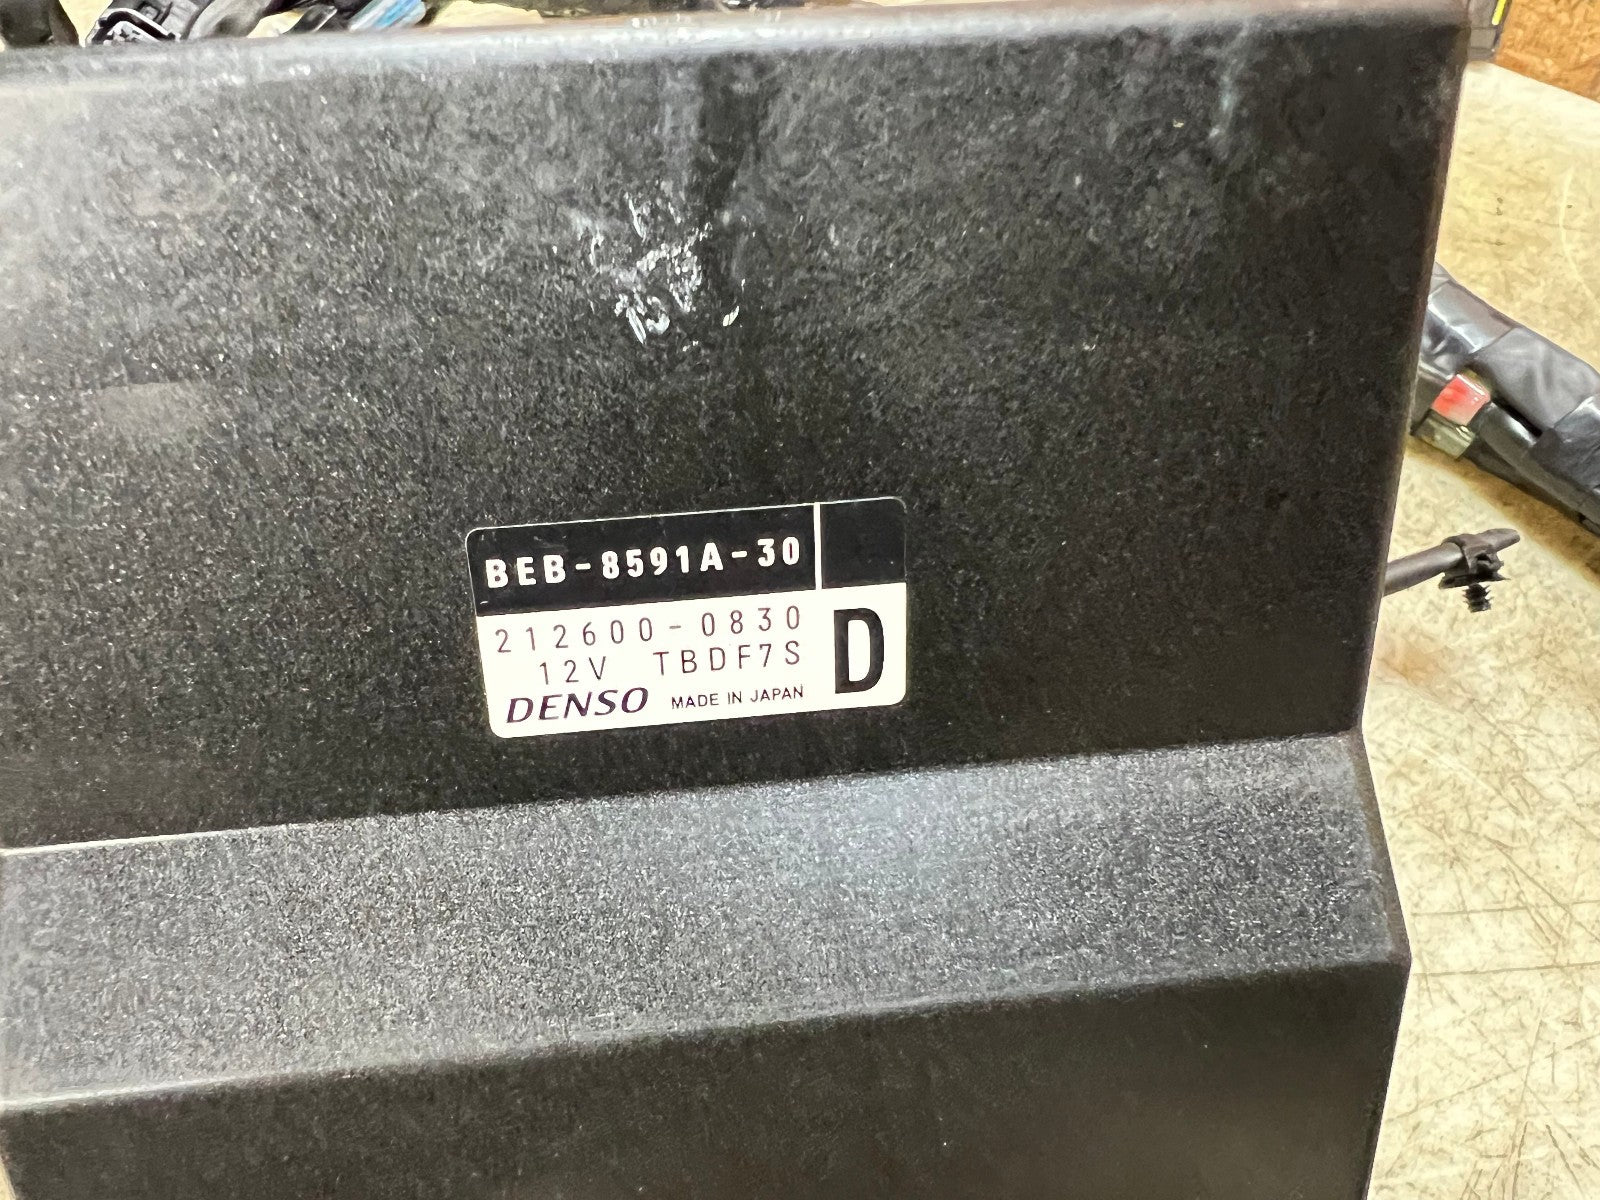 BEB-8591A-30
212600-0830
12V TBDF7S
D
DENSO MADE IN JAPAN